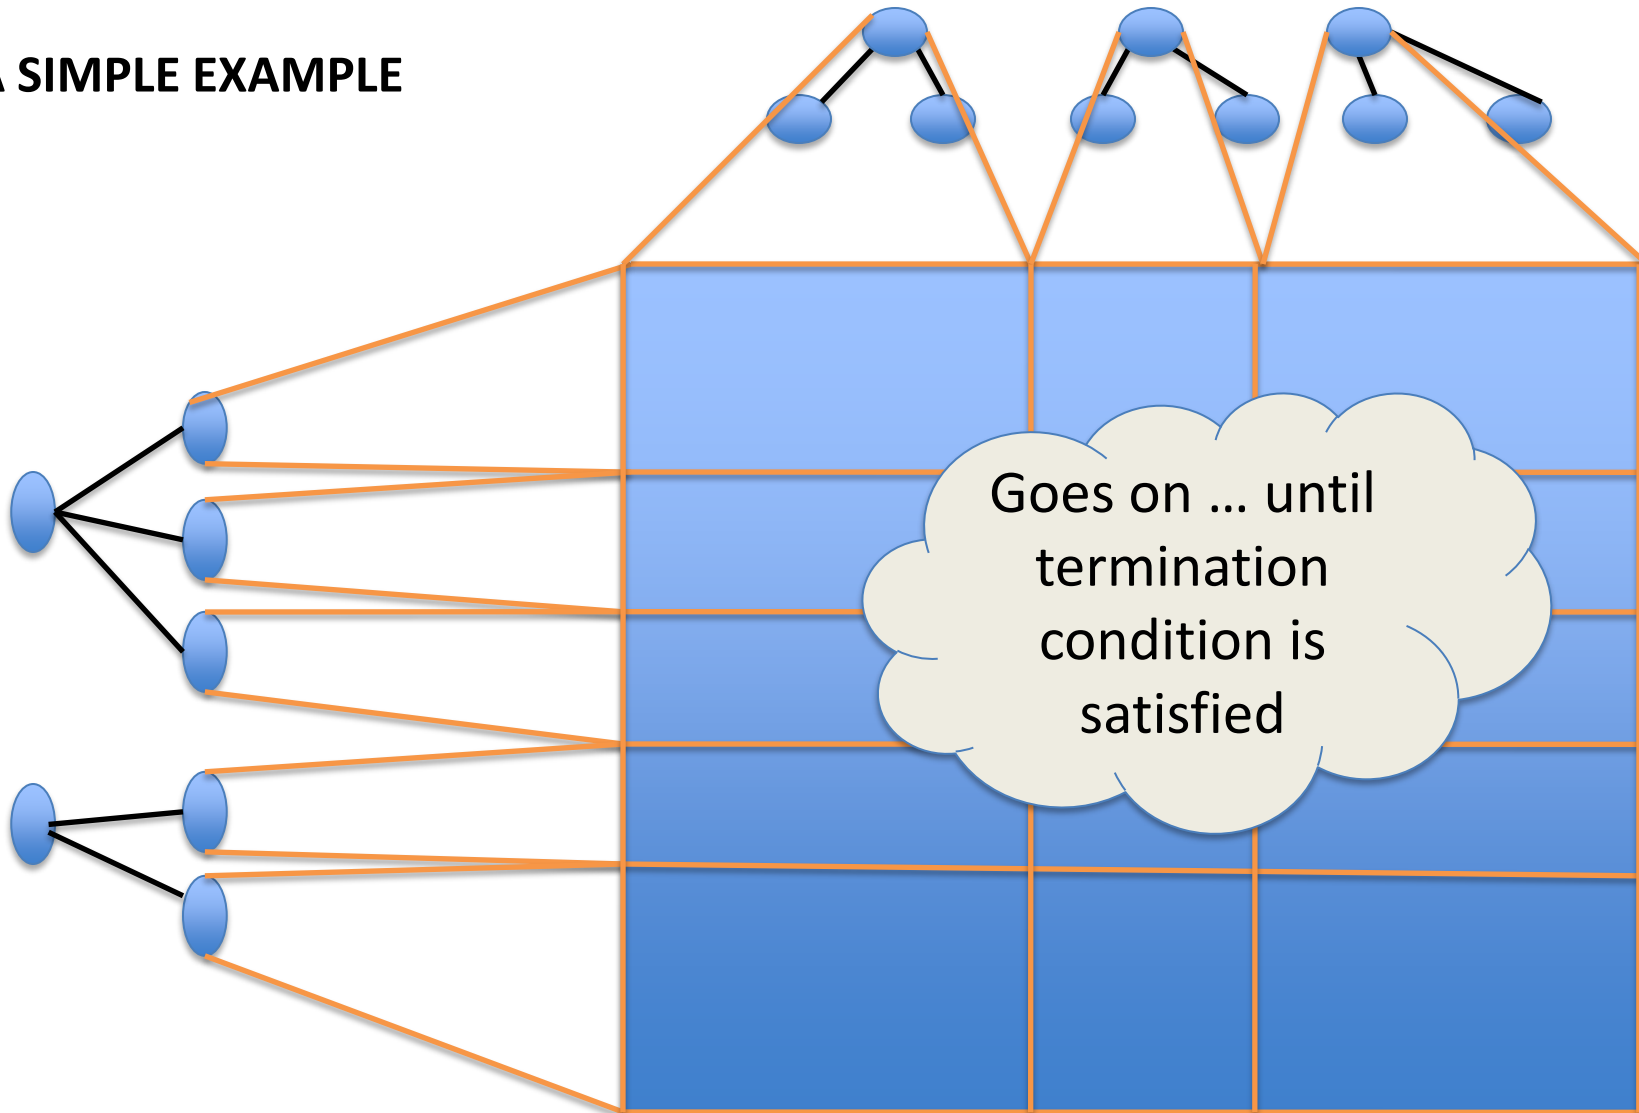 A SIMPLE EXAMPLE
Goes on ... until
termination
condition is
satisfied